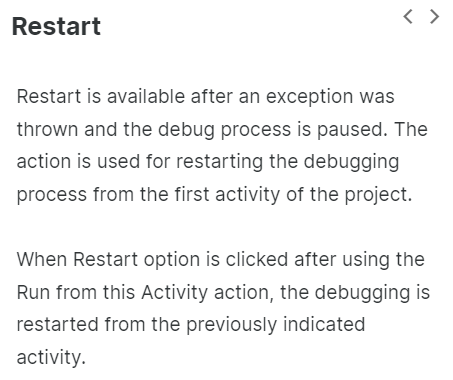 Restart
Restart is available after an exception was
thrown and the debug process is paused. The
action is used for restarting the debugging
process from the first activity of the project.
When Restart option is clicked after using the
Run from this Activity action, the debugging is
restarted from the previously indicated
activity.